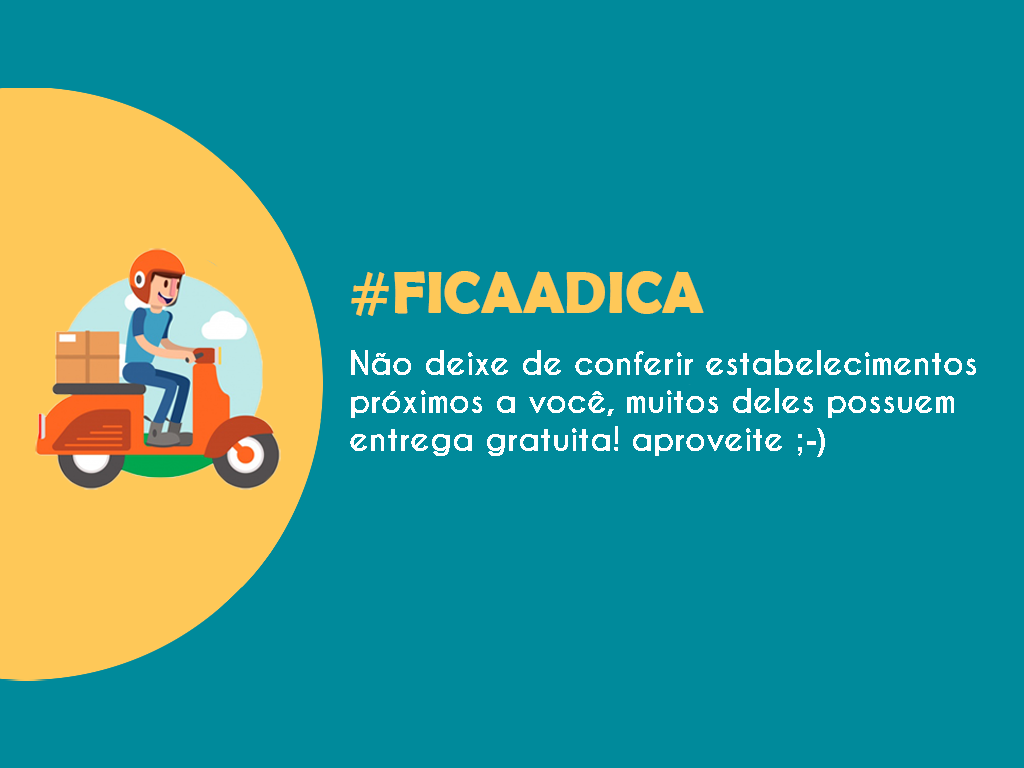 #FICAADICA
Não deixe de conferir estabelecimentos
próximos a você, muitos deles possuem
entrega gratuita! aproveite ;-)